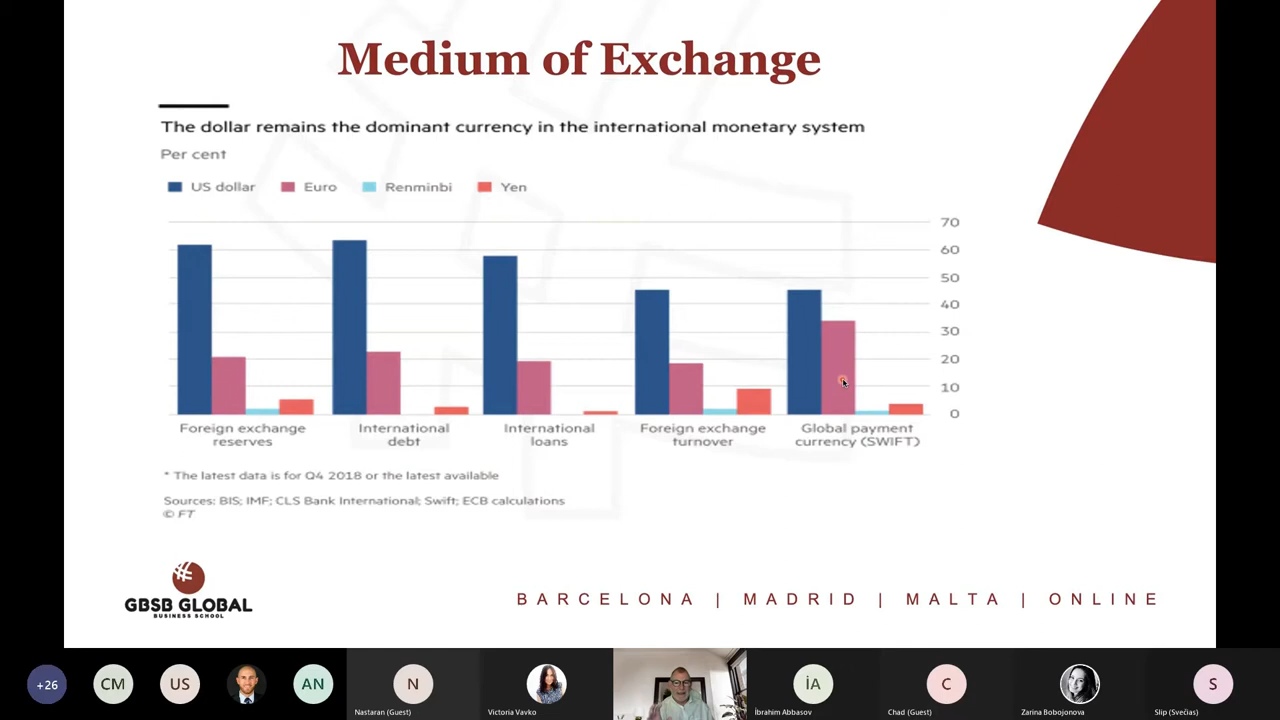 Medium of Exchange
The dollar remains the dominant currency in the international monetary system
Per cent
US dollar Euro Renminbi Yen
70
60
50
40
30
20
10
0
Foreign exchange reserves
International debt
International loans
Foreign exchange turnover
Global payment currency (SWIFT)
* The latest data is for Q4 2018 or the latest available
Sources: BIS; IMF; CLS Bank International; Swift; ECB calculations
© FT
GBSB GLOBAL
BUSINESS SCHOOL
BARCELONA | MADRID | MALTA | ONLINE
+26
CM
US
AN
N
Nastaran (Guest)
Victoria Vavko
İA
İbrahim Abbasov
C
Chad (Guest)
Zarina Bobojonova
S
Slip (Svečias)